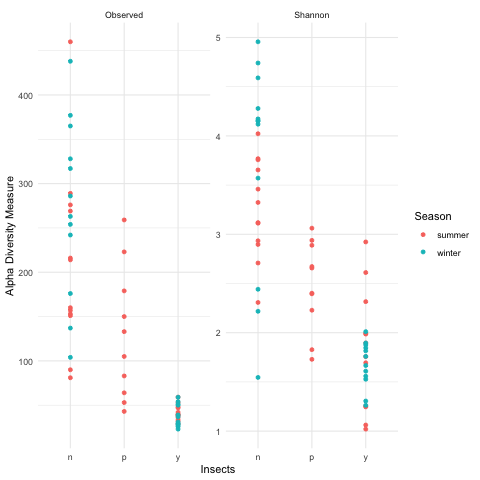 Observed
Shannon
400
300
200
100
5
4
3
2
1
n
p
y
n
p
y
Alpha Diversity Measure
Insects
Season
summer
winter